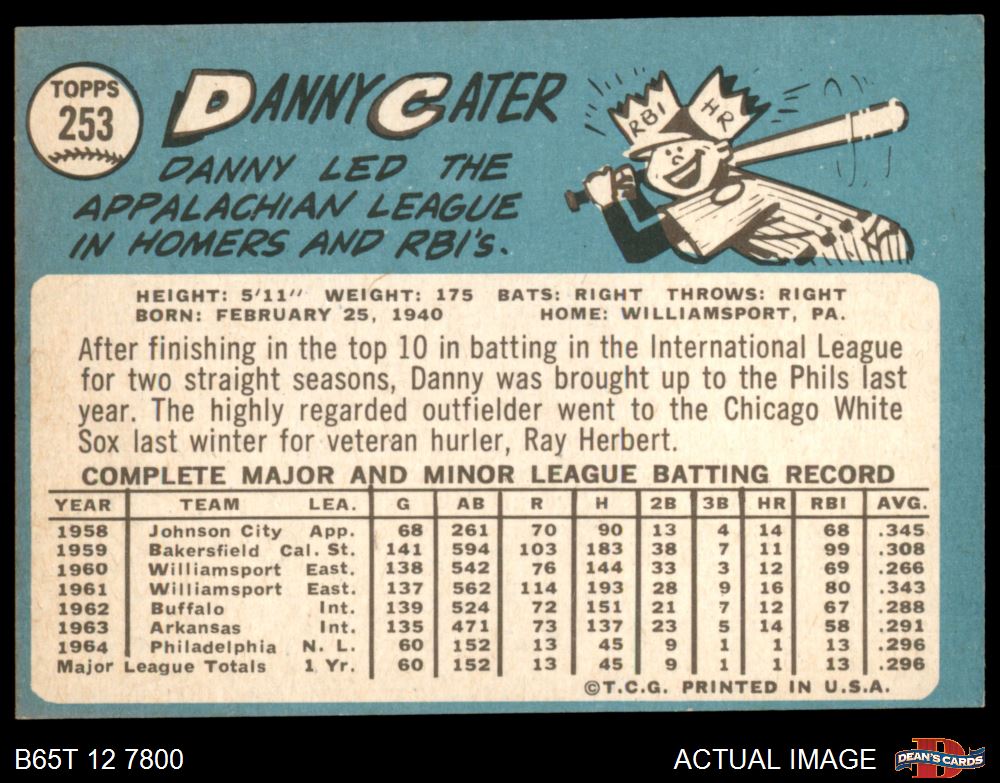 TOPPS
253
DANNY CATER
DANNY LED THE
APPALACHIAN LEAGUE
IN HOMERS AND RBI'S.
RBI HR
HEIGHT: 5'11" WEIGHT: 175 BATS: RIGHT THROWS: RIGHT
BORN: FEBRUARY 25, 1940 HOME: WILLIAMSPORT, PA.
After finishing in the top 10 in batting in the International League
for two straight seasons, Danny was brought up to the Phils last
year. The highly regarded outfielder went to the Chicago White
Sox last winter for veteran hurler, Ray Herbert.
COMPLETE MAJOR AND MINOR LEAGUE BATTING RECORD
YEAR TEAM LEA. G AB R H 2B 3B HR RBI AVG.
1958 Johnson City App. 68 261 70 90 13 4 14 68 .345
1959 Bakersfield Cal. St. 141 594 103 183 38 7 11 99 .308
1960 Williamsport East. 138 542 76 144 33 3 12 69 .266
1961 Williamsport East. 137 562 114 193 28 9 16 80 .343
1962 Buffalo Int. 139 524 72 151 21 7 12 67 .288
1963 Arkansas Int. 135 471 73 137 23 5 14 58 .291
1964 Philadelphia N. L. 60 152 13 45 9 1 1 13 .296
Major League Totals 1 Yr. 60 152 13 45 9 1 1 13 .296
©T.C.G. PRINTED IN U.S.A.
B65T 12 7800 ACTUAL IMAGE D DEAN'S CARDS